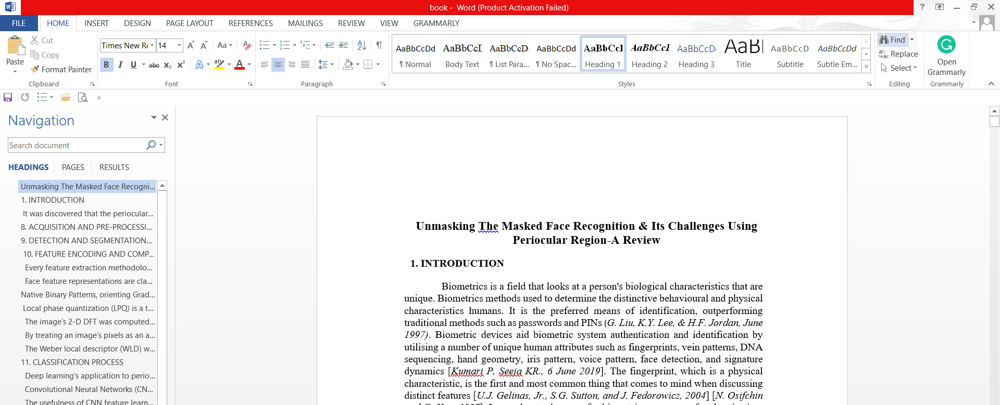 book - Word (Product Activation Failed)
FILE HOME INSERT DESIGN PAGE LAYOUT REFERENCES MAILINGS REVIEW VIEW GRAMMARLY
Paste
Cut
Copy
Format Painter
Clipboard
Times New Ro
14
Font
Paragraph
AaBbCcDd AaBbCcI AaBbCcD AaBbCcDd AaBbCcI AaBbCcI AaBbCcD AaBl AaBbCcD AaBbCcDd
¶ Normal Body Text ¶ List Para... ¶ No Spac... Heading 1 Heading 2 Heading 3 Title Subtitle Subtle Em...
Styles
Find
Replace
Select
Editing
Open
Grammarly
Grammarly
Navigation
Search document
HEADINGS PAGES RESULTS
Unmasking The Masked Face Recogni...
1. INTRODUCTION
It was discovered that the periocular...
8. ACQUISITION AND PRE-PROCESSI...
9. DETECTION AND SEGMENTATION...
10. FEATURE ENCODING AND COMP...
Every feature extraction methodolo...
Face feature representations are cla...
Native Binary Patterns, orienting Grad...
Local phase quantization (LPQ) is a t...
The image's 2-D DFT was computed...
By treating an image's pixels as an a...
The Weber local descriptor (WLD) w...
11. CLASSIFICATION PROCESS
Deep learning's application to perio...
Convolutional Neural Networks (CN...
The usefulness of CNN feature learn...
Unmasking The Masked Face Recognition & Its Challenges Using
Periocular Region-A Review
1. INTRODUCTION
Biometrics is a field that looks at a person's biological characteristics that are
unique. Biometrics methods used to determine the distinctive behavioural and physical
characteristics humans. It is the preferred means of identification, outperforming
traditional methods such as passwords and PINs (G. Liu, K.Y. Lee, & H.F. Jordan, June
1997). Biometric devices aid biometric system authentication and identification by
utilising a number of unique human attributes such as fingerprints, vein patterns, DNA
sequencing, hand geometry, iris pattern, voice pattern, face detection, and signature
dynamics [Kumari P, Seeja KR., 6 June 2019]. The fingerprint, which is a physical
characteristic, is the first and most common thing that comes to mind when discussing
distinct features [U.J. Gelinas, Jr., S.G. Sutton, and J. Fedorowicz, 2004] [N. Osifchin